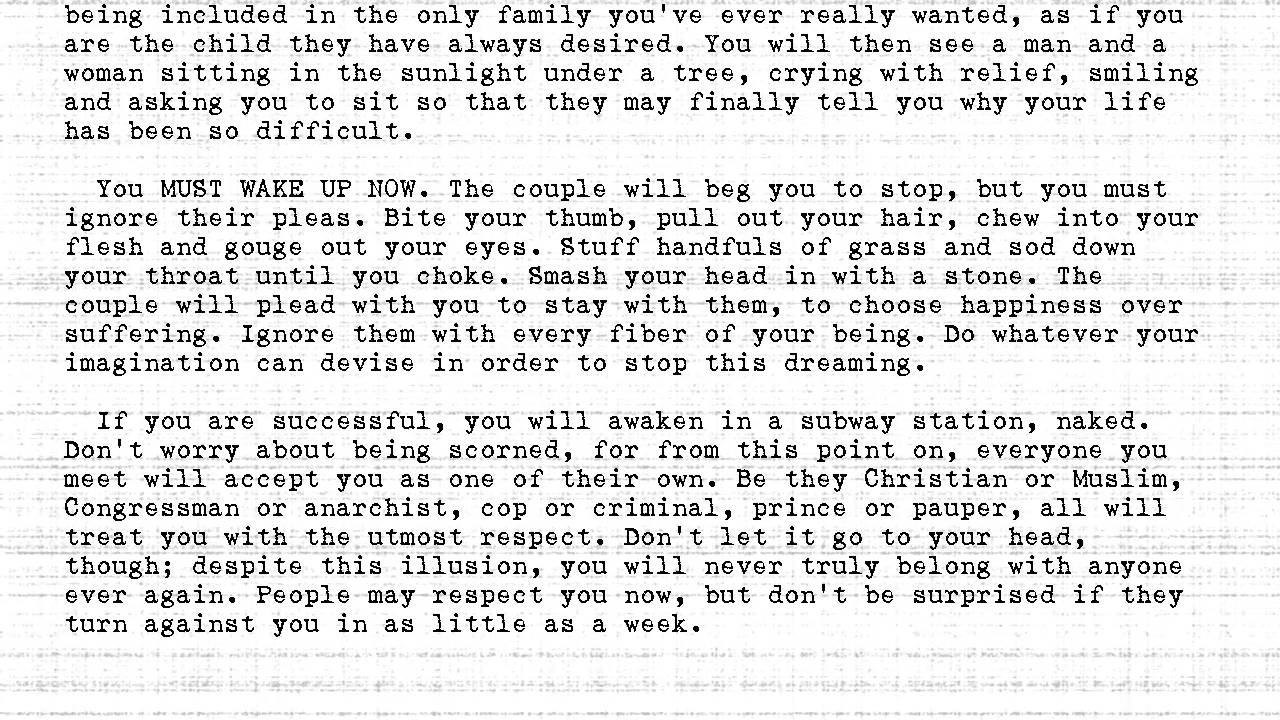 being included in the only family you've ever really wanted, as if you
are the child they have always desired. You will then see a man and a
woman sitting in the sunlight under a tree, crying with relief, smiling
and asking you to sit so that they may finally tell you why your life
has been so difficult.
You MUST WAKE UP NOW. The couple will beg you to stop, but you must
ignore their pleas. Bite your thumb, pull out your hair, chew into your
flesh and gouge out your eyes. Stuff handfuls of grass and sod down
your throat until you choke. Smash your head in with a stone. The
couple will plead with you to stay with them, to choose happiness over
suffering. Ignore them with every fiber of your being. Do whatever your
imagination can devise in order to stop this dreaming.
If you are successful, you will awaken in a subway station, naked.
Don't worry about being scorned, for from this point on, everyone you
meet will accept you as one of their own. Be they Christian or Muslim,
Congressman or anarchist, cop or criminal, prince or pauper, all will
treat you with the utmost respect. Don't let it go to your head,
though; despite this illusion, you will never truly belong with anyone
ever again. People may respect you now, but don't be surprised if they
turn against you in as little as a week.